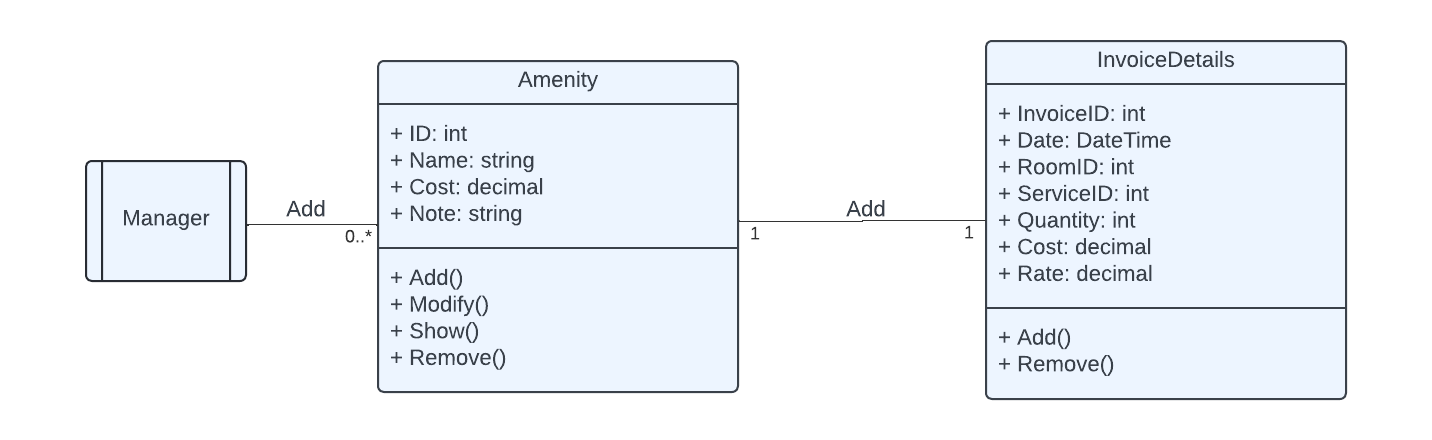 Manager
Add
0..*
Amenity
+ ID: int
+ Name: string
+ Cost: decimal
+ Note: string
+ Add()
+ Modify()
+ Show()
+ Remove()
1
Add
1
InvoiceDetails
+ InvoiceID: int
+ Date: DateTime
+ RoomID: int
+ ServiceID: int
+ Quantity: int
+ Cost: decimal
+ Rate: decimal
+ Add()
+ Remove()